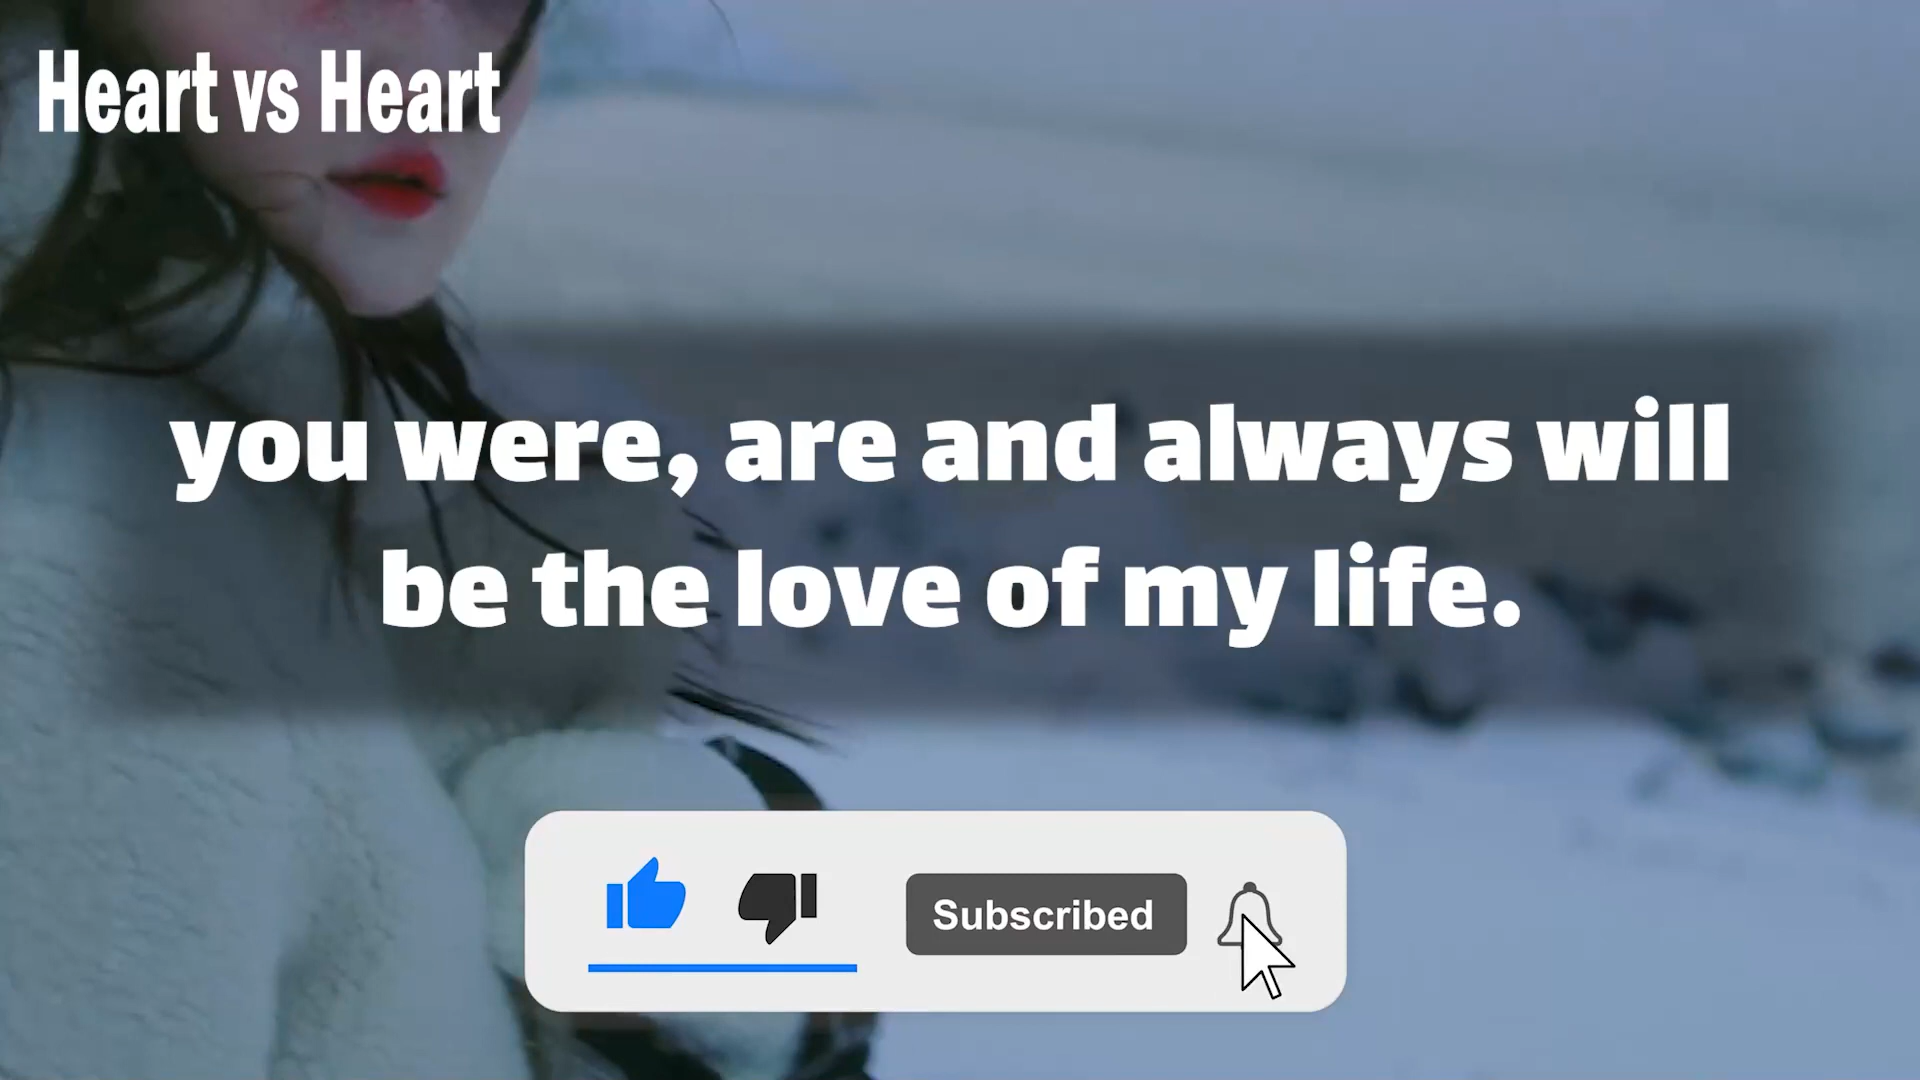 Heart vs Heart
you were, are and always will
be the love of my life.
Subscribed